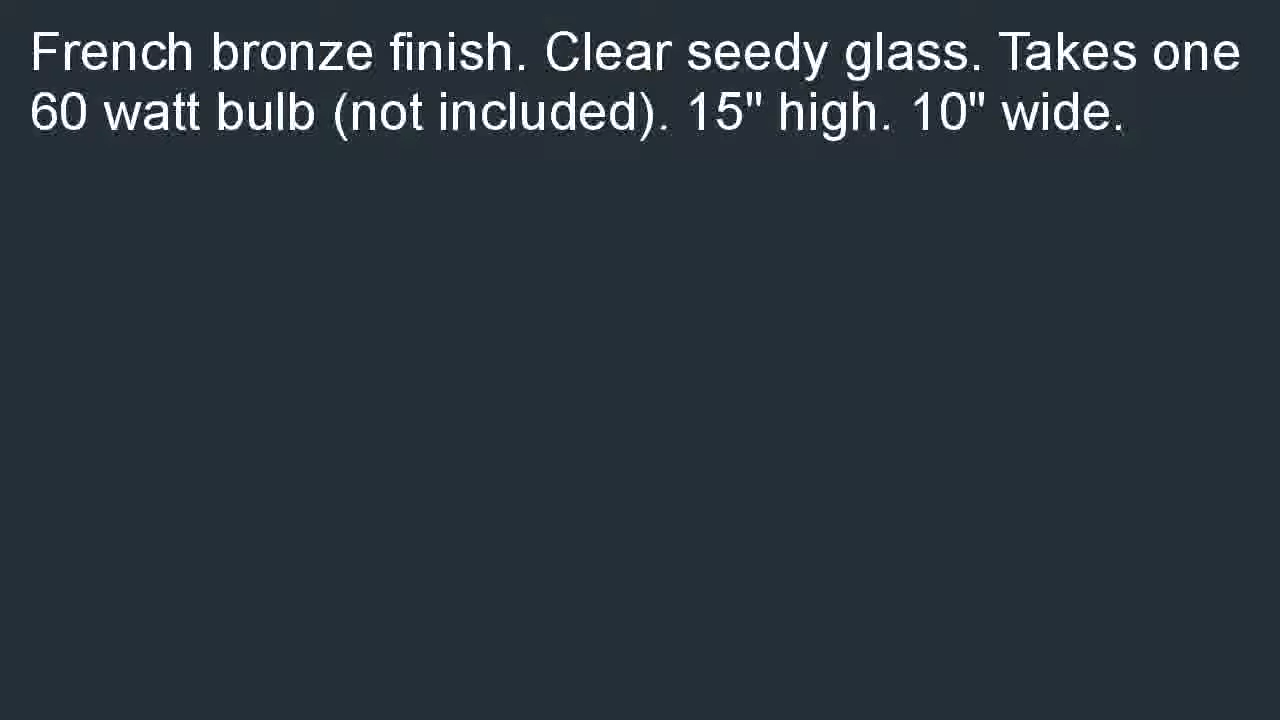 French bronze finish. Clear seedy glass. Takes one
60 watt bulb (not included). 15" high. 10" wide.